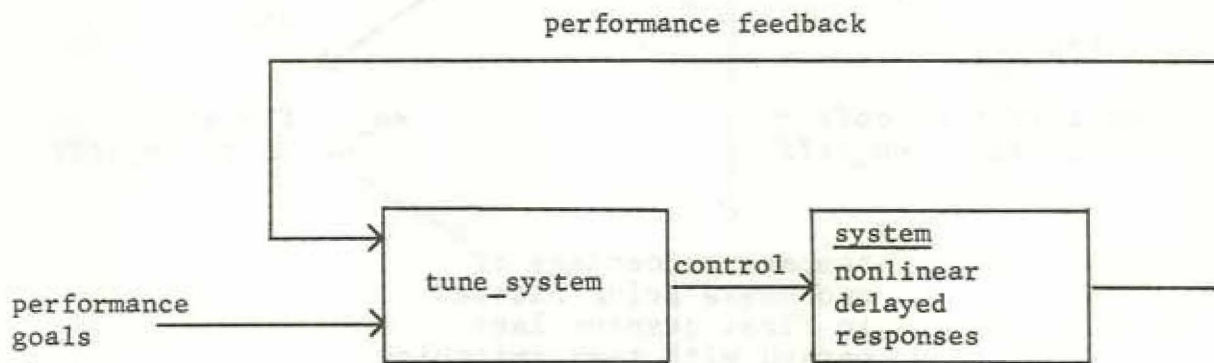 performance feedback
tune_system
control
system
nonlinear
delayed
responses
performance
goals